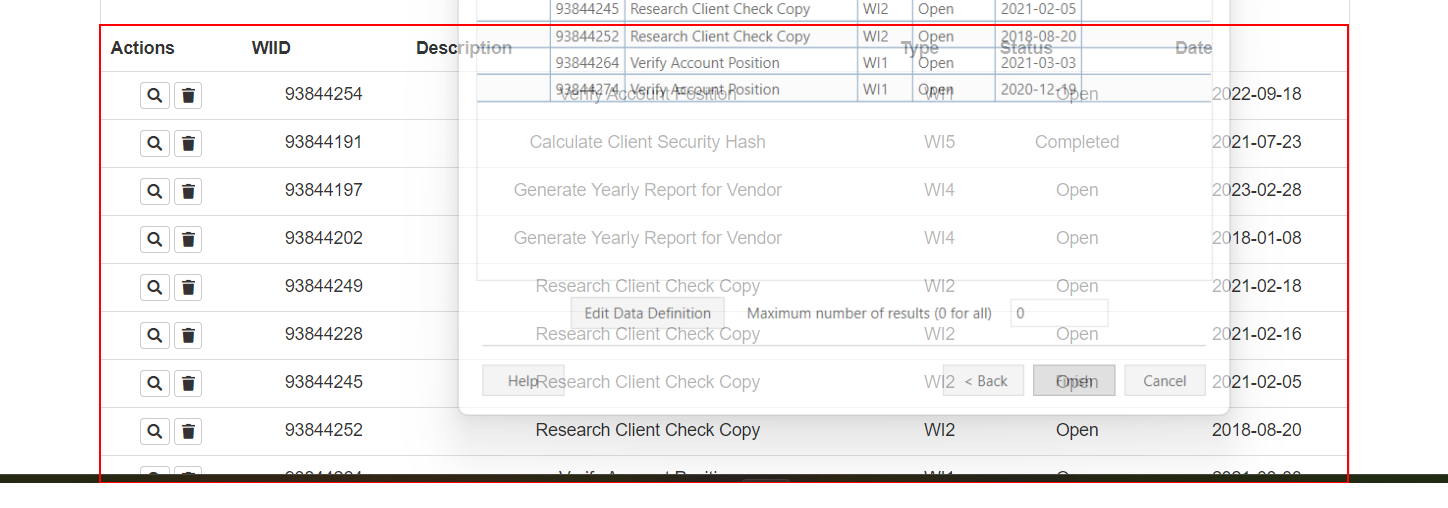 93844245 Research Client Check Copy WI2 Open 2021-02-05
93844252 Research Client Check Copy WI2 Open 2018-08-20
Actions WIID Description Type Status Date
93844264 Verify Account Position WI1 Open 2021-03-03
93844274 Verify Account Position WI1 Open 2020-12-19
93844254 Verify Account Position WI1 Open 2022-09-18
93844191 Calculate Client Security Hash WI5 Completed 2021-07-23
93844197 Generate Yearly Report for Vendor WI4 Open 2023-02-28
93844202 Generate Yearly Report for Vendor WI4 Open 2018-01-08
93844249 Research Client Check Copy WI2 Open 2021-02-18
Edit Data Definition Maximum number of results (0 for all) 0
93844228 Research Client Check Copy WI2 Open 2021-02-16
Help < Back Finish Cancel
93844245 Research Client Check Copy WI2 Open 2021-02-05
93844252 Research Client Check Copy WI2 Open 2018-08-20